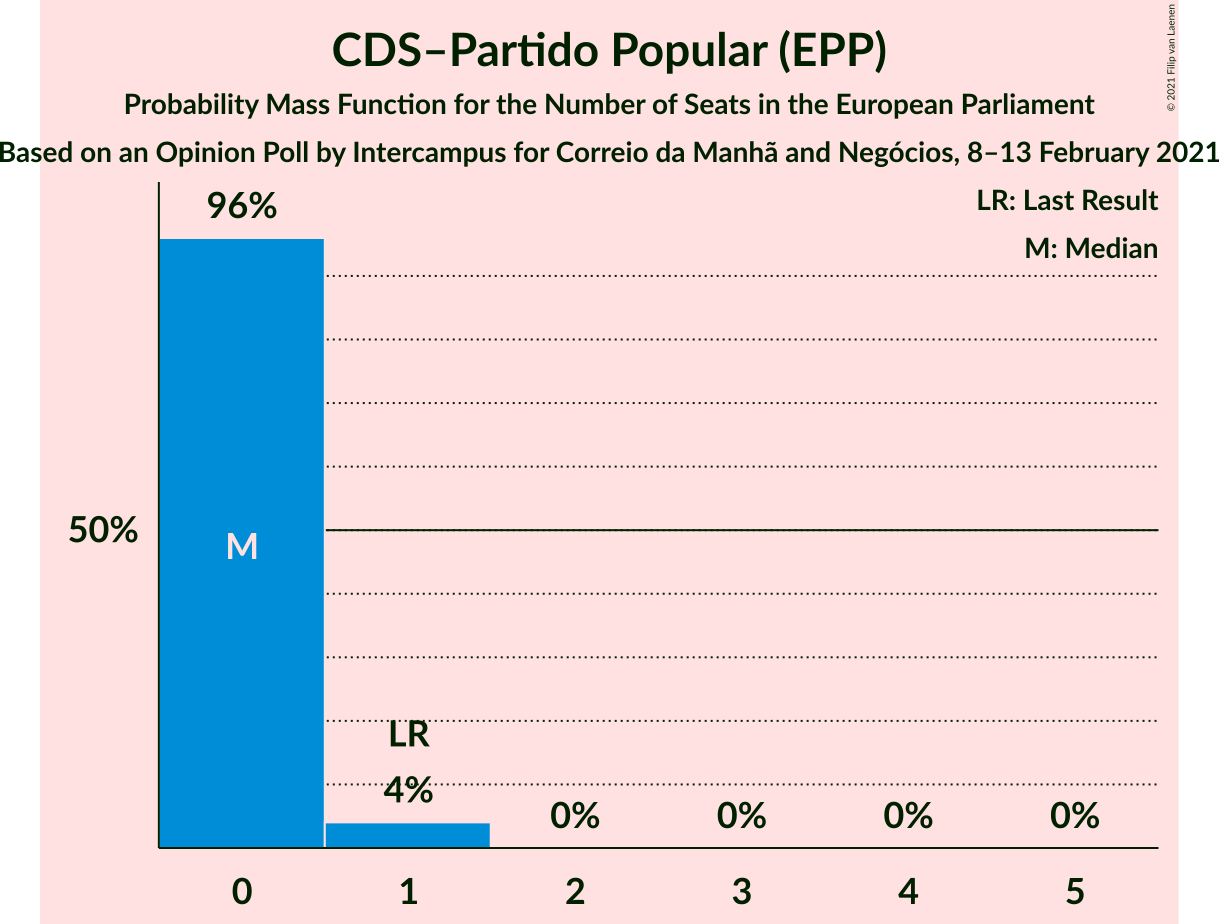 CDS–Partido Popular (EPP)
Probability Mass Function for the Number of Seats in the European Parliament
Based on an Opinion Poll by Intercampus for Correio da Manhã and Negócios, 8–13 February 2021
© 2021 Filip van Laenen
LR: Last Result
M: Median
96%
50%
M
LR
4%
0%
0%
0%
0%
0
1
2
3
4
5